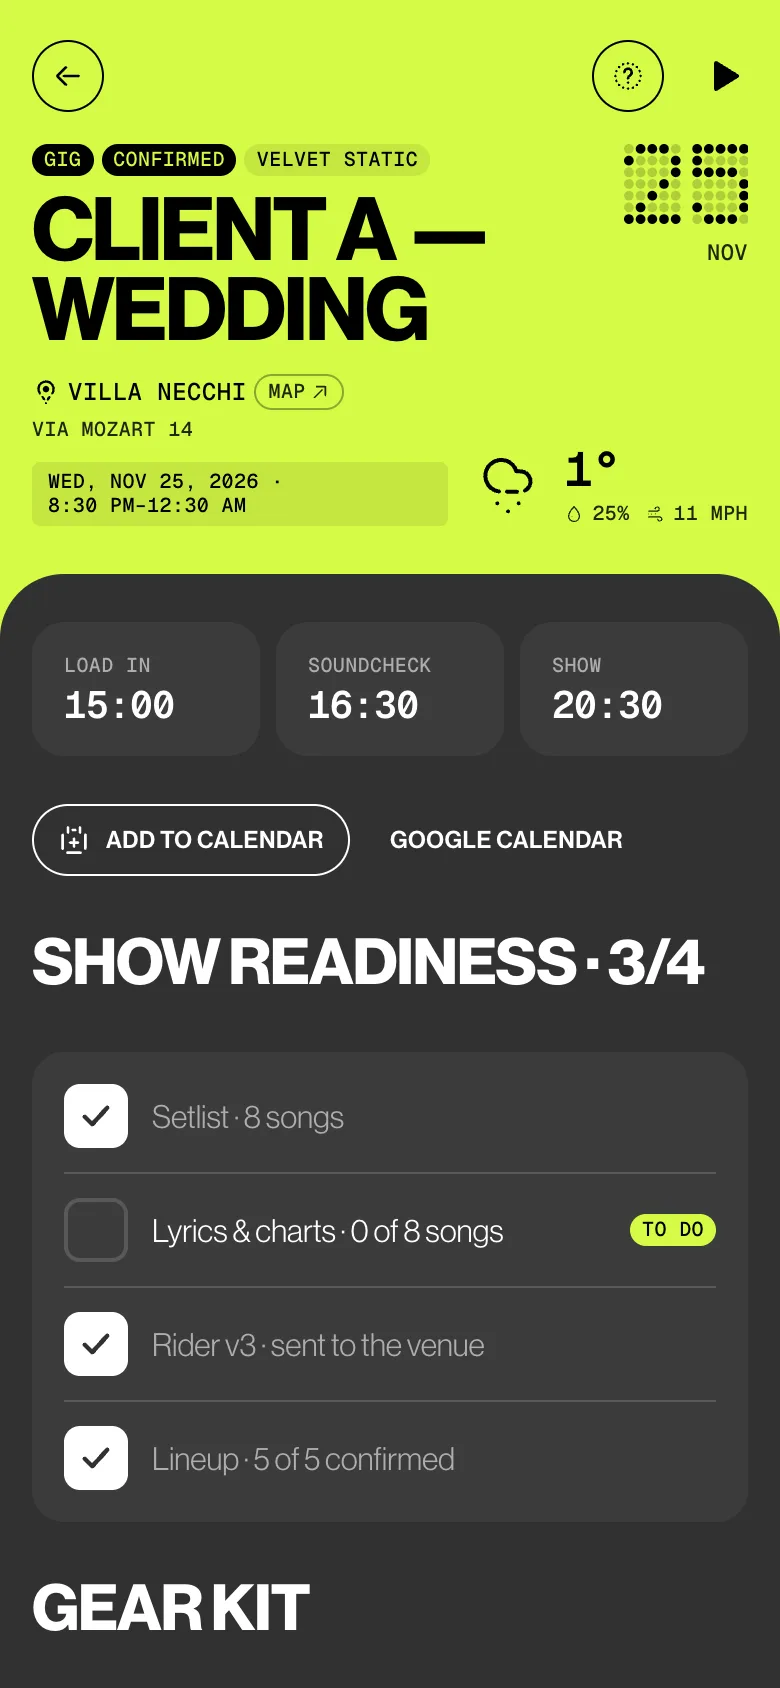 ?
GIG CONFIRMED VELVET STATIC
25
NOV
CLIENT A —
WEDDING
VILLA NECCHI MAP
VIA MOZART 14
WED, NOV 25, 2026 ·
8:30 PM–12:30 AM
1°
25% 11 MPH
LOAD IN
15:00
SOUNDCHECK
16:30
SHOW
20:30
ADD TO CALENDAR
GOOGLE CALENDAR
SHOW READINESS · 3/4
Setlist · 8 songs
Lyrics & charts · 0 of 8 songs
TO DO
Rider v3 · sent to the venue
Lineup · 5 of 5 confirmed
GEAR KIT